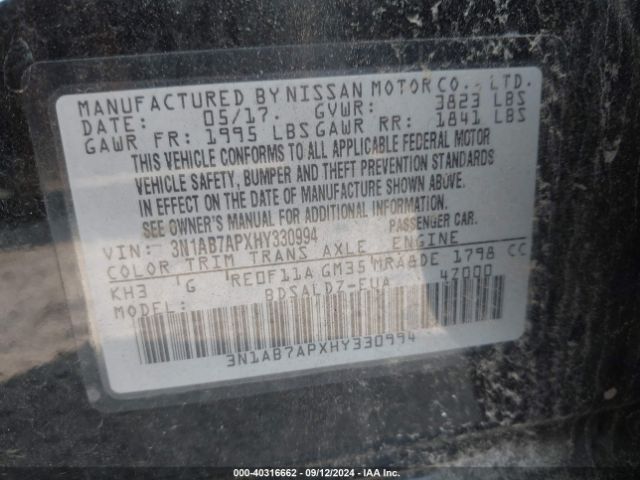 MANUFACTURED BY NISSAN MOTOR CO., LTD.
DATE: 05/17. GVWR: 3823 LBS
GAWR FR: 1995 LBS GAWR RR: 1841 LBS
THIS VEHICLE CONFORMS TO ALL APPLICABLE FEDERAL MOTOR
VEHICLE SAFETY, BUMPER AND THEFT PREVENTION STANDARDS
IN EFFECT ON THE DATE OF MANUFACTURE SHOWN ABOVE.
SEE OWNER'S MANUAL FOR ADDITIONAL INFORMATION.
VIN: 3N1AB7APXHY330994 PASSENGER CAR.
COLOR TRIM TRANS AXLE ENGINE
KH3 G RE0F11A GM35 MRA8DE 1798 CC
MODEL: BDSALDZ-EUA 4Z000
3N1AB7APXHY330994
000-40316662 - 09/12/2024 - IAA Inc.